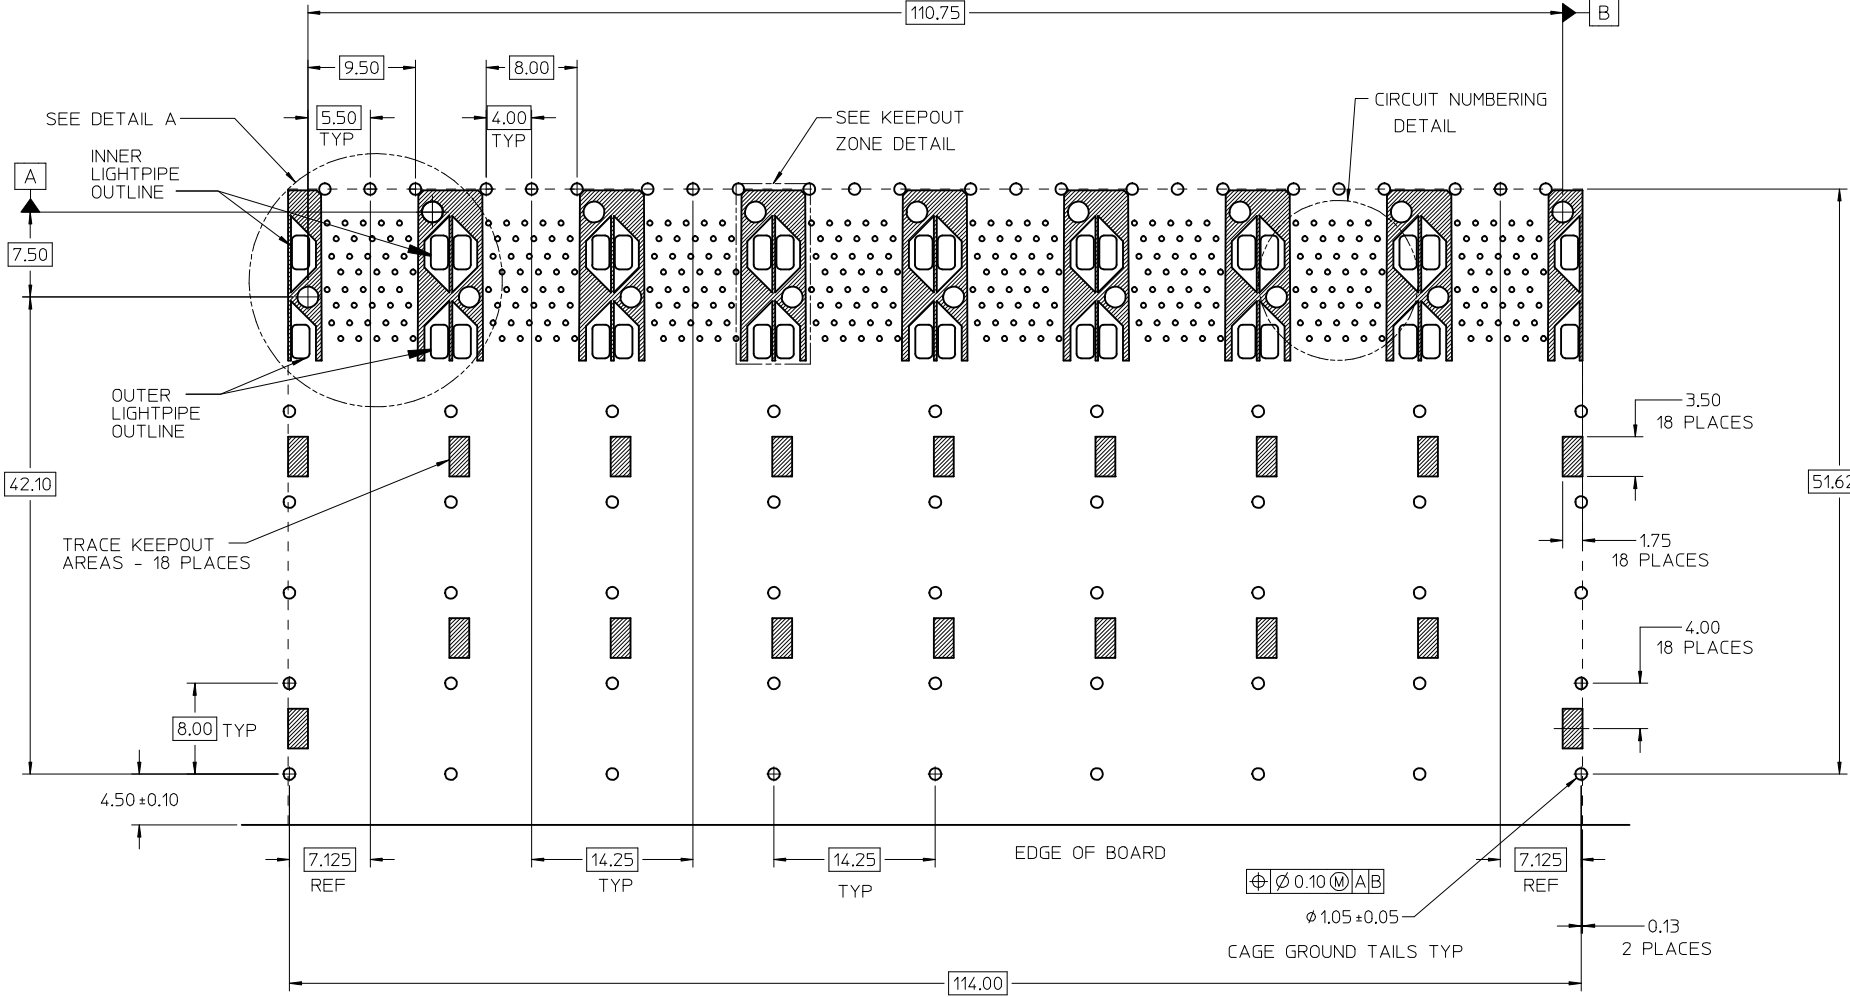 110.75
B
9.50
8.00
SEE DETAIL A
5.50
TYP
4.00
TYP
SEE KEEPOUT
ZONE DETAIL
CIRCUIT NUMBERING
DETAIL
INNER
LIGHTPIPE
OUTLINE
A
7.50
OUTER
LIGHTPIPE
OUTLINE
3.50
18 PLACES
42.10
51.62
TRACE KEEPOUT
AREAS - 18 PLACES
1.75
18 PLACES
4.00
18 PLACES
8.00 TYP
4.50 ±0.10
7.125
REF
14.25
TYP
14.25
TYP
EDGE OF BOARD
7.125
REF
⌖ Ø 0.10 Ⓜ A B
Ø 1.05 ±0.05
CAGE GROUND TAILS TYP
0.13
2 PLACES
114.00